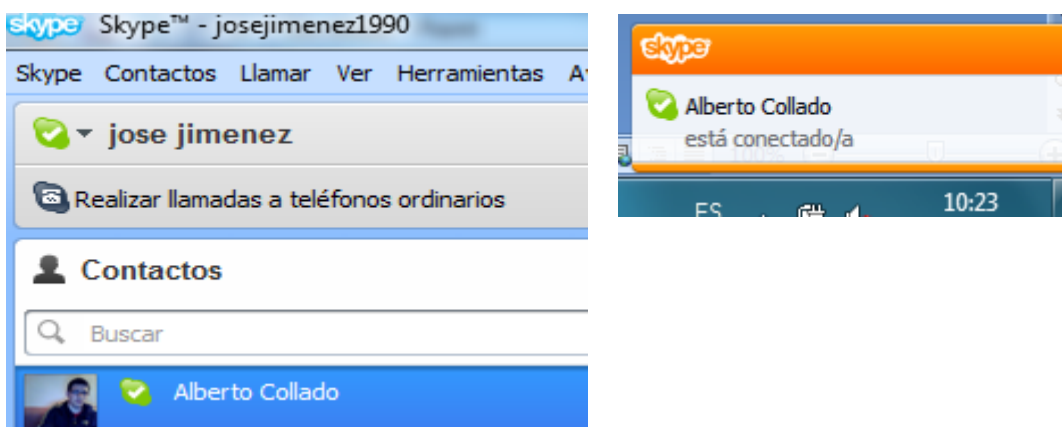 skype Skype™ - josejimenez1990
Skype Contactos Llamar Ver Herramientas
jose jimenez
Realizar llamadas a teléfonos ordinarios
Contactos
Buscar
Alberto Collado
skype
Alberto Collado
está conectado/a
100%
ES
10:23